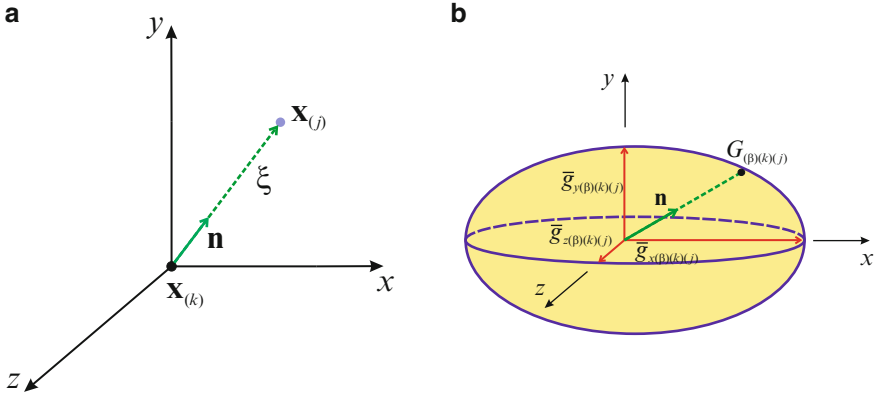 a
y
x₍ⱼ₎
ξ
n
x₍ₖ₎
x
z
b
y
G₍β₎₍ₖ₎₍ⱼ₎
g̅ y(β)(k)(j)
n
g̅ z(β)(k)(j)
g̅ x(β)(k)(j)
x
z